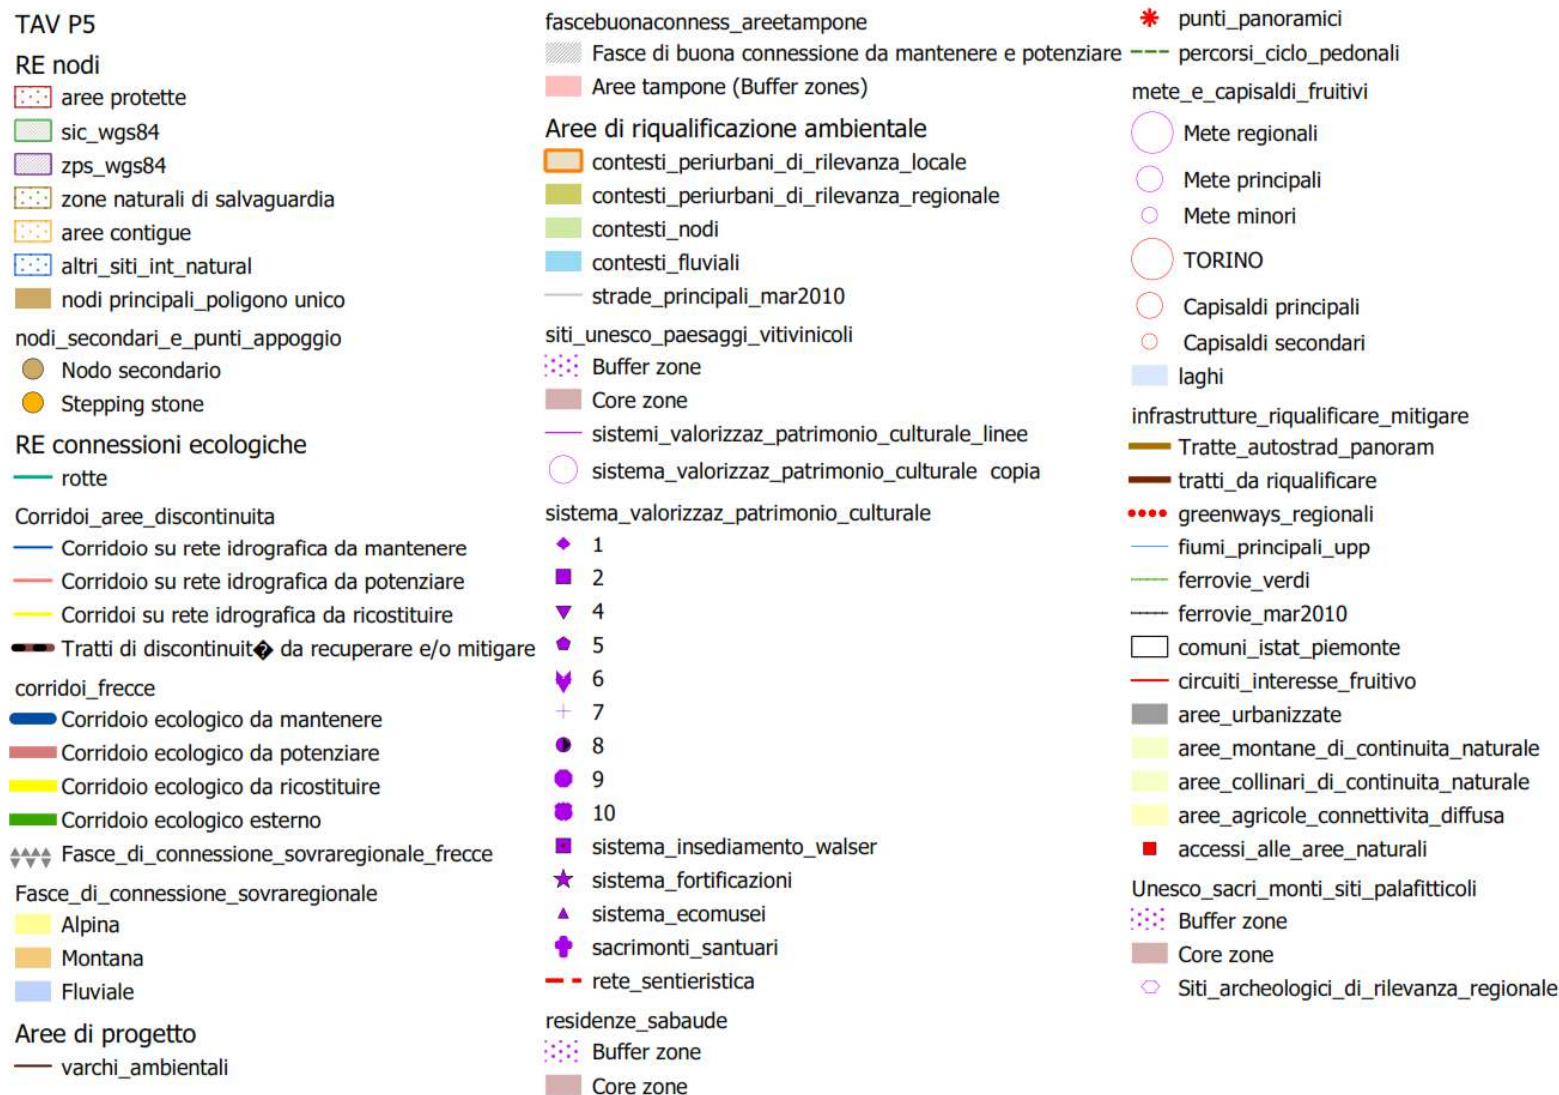 TAV P5
RE nodi
aree protette
sic_wgs84
zps_wgs84
zone naturali di salvaguardia
aree contigue
altri_siti_int_natural
nodi principali_poligono unico
nodi_secondari_e_punti_appoggio
Nodo secondario
Stepping stone
RE connessioni ecologiche
rotte
Corridoi_aree_discontinuita
Corridoio su rete idrografica da mantenere
Corridoio su rete idrografica da potenziare
Corridoi su rete idrografica da ricostituire
Tratti di discontinuit� da recuperare e/o mitigare
corridoi_frecce
Corridoio ecologico da mantenere
Corridoio ecologico da potenziare
Corridoio ecologico da ricostituire
Corridoio ecologico esterno
Fasce_di_connessione_sovraregionale_frecce
Fasce_di_connessione_sovraregionale
Alpina
Montana
Fluviale
Aree di progetto
varchi_ambientali
fascebuonaconness_areetampone
Fasce di buona connessione da mantenere e potenziare
Aree tampone (Buffer zones)
Aree di riqualificazione ambientale
contesti_periurbani_di_rilevanza_locale
contesti_periurbani_di_rilevanza_regionale
contesti_nodi
contesti_fluviali
strade_principali_mar2010
siti_unesco_paesaggi_vitivinicoli
Buffer zone
Core zone
sistemi_valorizzaz_patrimonio_culturale_linee
sistema_valorizzaz_patrimonio_culturale copia
sistema_valorizzaz_patrimonio_culturale
1
2
4
5
6
7
8
9
10
sistema_insediamento_walser
sistema_fortificazioni
sistema_ecomusei
sacrimonti_santuari
rete_sentieristica
residenze_sabaude
Buffer zone
Core zone
punti_panoramici
percorsi_ciclo_pedonali
mete_e_capisaldi_fruitivi
Mete regionali
Mete principali
Mete minori
TORINO
Capisaldi principali
Capisaldi secondari
laghi
infrastrutture_riqualificare_mitigare
Tratte_autostrad_panoram
tratti_da riqualificare
greenways_regionali
fiumi_principali_upp
ferrovie_verdi
ferrovie_mar2010
comuni_istat_piemonte
circuiti_interesse_fruitivo
aree_urbanizzate
aree_montane_di_continuita_naturale
aree_collinari_di_continuita_naturale
aree_agricole_connettivita_diffusa
accessi_alle_aree_naturali
Unesco_sacri_monti_siti_palafitticoli
Buffer zone
Core zone
Siti_archeologici_di_rilevanza_regionale